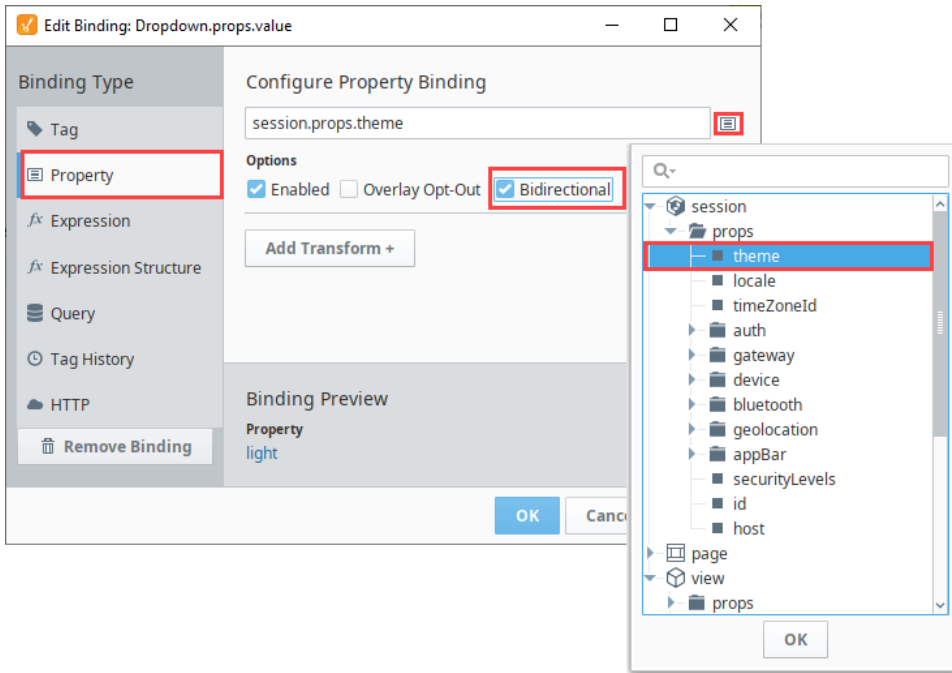 Edit Binding: Dropdown.props.value
Binding Type
Tag
Property
fx Expression
fx Expression Structure
Query
Tag History
HTTP
Remove Binding
Configure Property Binding
session.props.theme
Options
Enabled Overlay Opt-Out Bidirectional
Add Transform +
Binding Preview
Property
light
OK
session
props
theme
locale
timeZoneId
auth
gateway
device
bluetooth
geolocation
appBar
securityLevels
id
host
page
view
props
OK